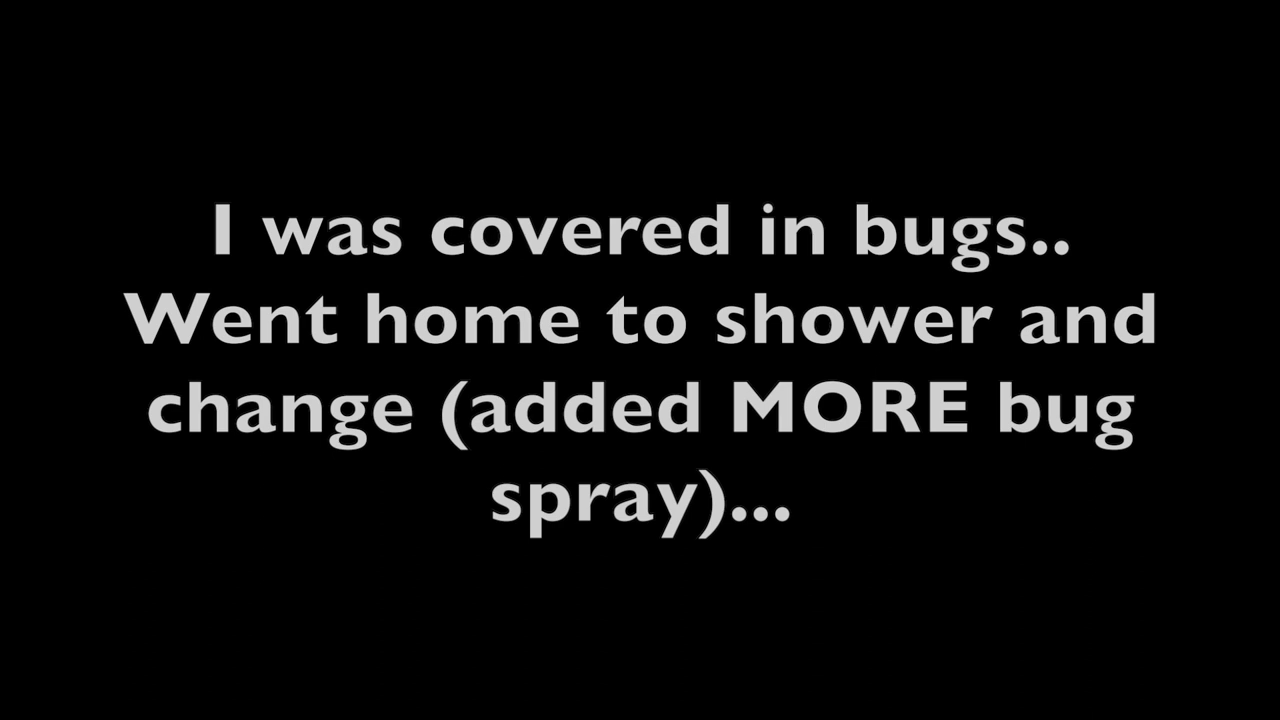 I was covered in bugs..
Went home to shower and
change (added MORE bug
spray)...